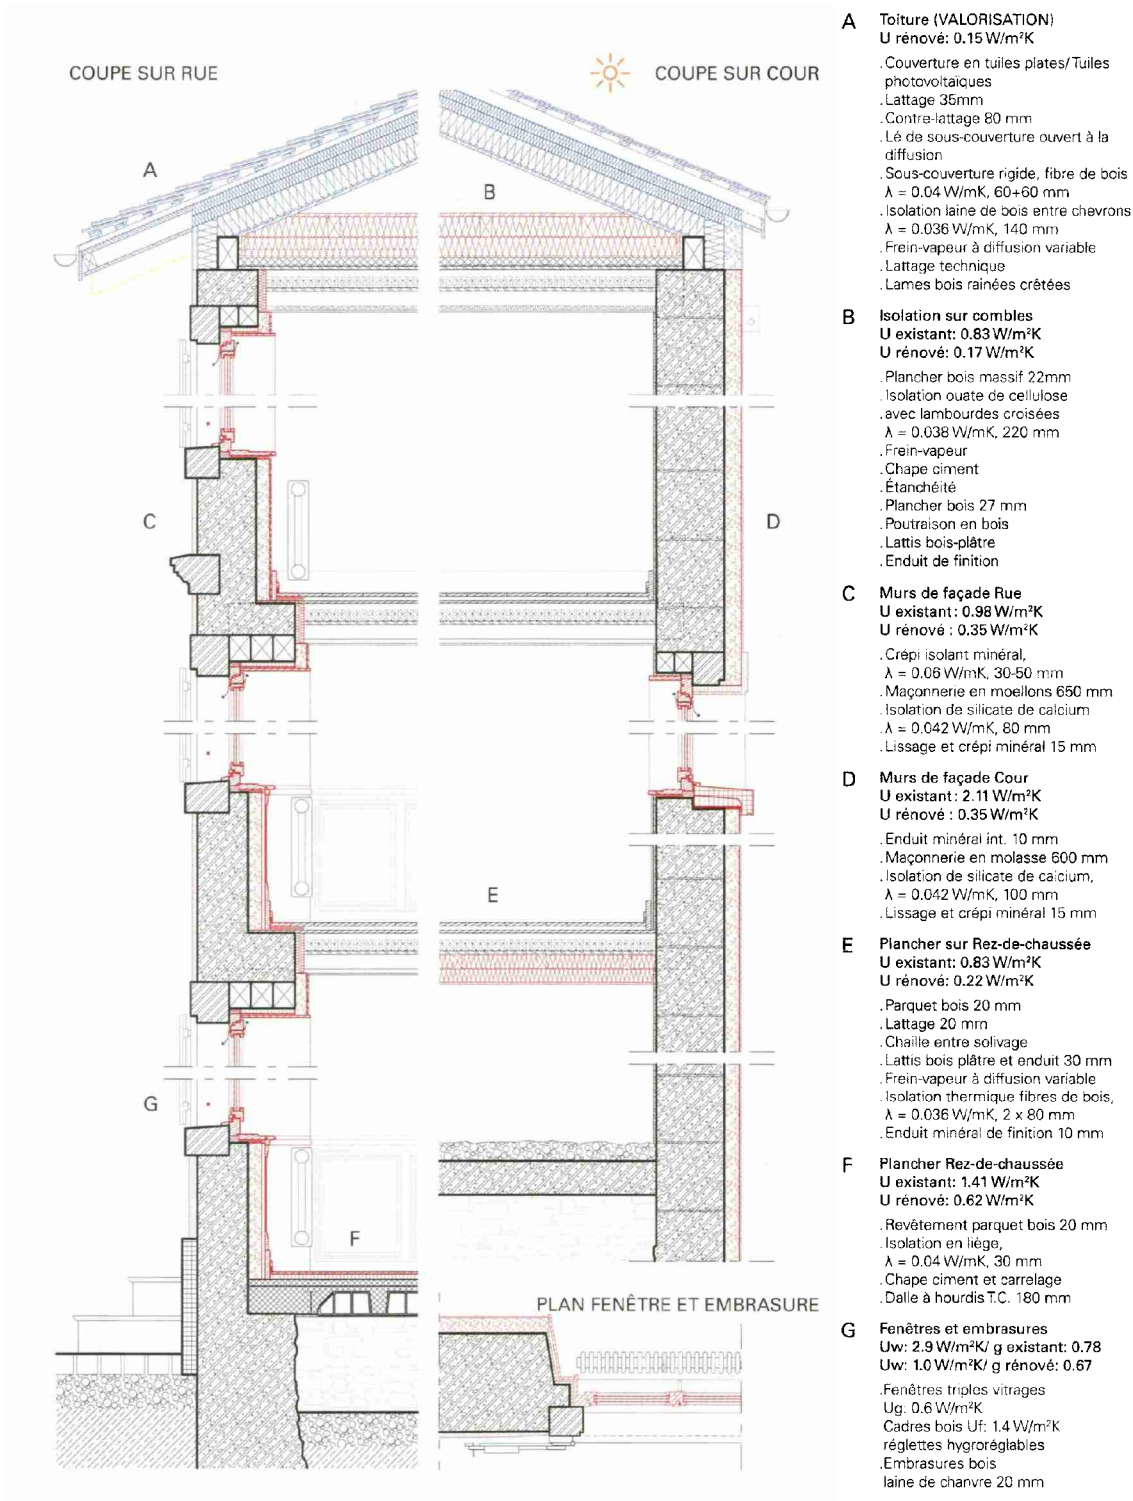 COUPE SUR RUE
COUPE SUR COUR
A
B
C
D
E
G
F
PLAN FENÊTRE ET EMBRASURE
A Toiture (VALORISATION)
U rénové: 0.15 W/m²K
.Couverture en tuiles plates/Tuiles
photovoltaïques
.Lattage 35mm
.Contre-lattage 80 mm
.Lé de sous-couverture ouvert à la
diffusion
.Sous-couverture rigide, fibre de bois
λ = 0.04 W/mK, 60+60 mm
.Isolation laine de bois entre chevrons
λ = 0.036 W/mK, 140 mm
.Frein-vapeur à diffusion variable
.Lattage technique
.Lames bois rainées crêtées
B Isolation sur combles
U existant: 0.83 W/m²K
U rénové: 0.17 W/m²K
.Plancher bois massif 22mm
.Isolation ouate de cellulose
.avec lambourdes croisées
λ = 0.038 W/mK, 220 mm
.Frein-vapeur
.Chape ciment
.Étanchéité
.Plancher bois 27 mm
.Poutraison en bois
.Lattis bois-plâtre
.Enduit de finition
C Murs de façade Rue
U existant: 0.98 W/m²K
U rénové : 0.35 W/m²K
.Crépi isolant minéral,
λ = 0.06 W/mK, 30-50 mm
.Maçonnerie en moellons 650 mm
.Isolation de silicate de calcium
.λ = 0.042 W/mK, 80 mm
.Lissage et crépi minéral 15 mm
D Murs de façade Cour
U existant: 2.11 W/m²K
U rénové : 0.35 W/m²K
.Enduit minéral int. 10 mm
.Maçonnerie en molasse 600 mm
.Isolation de silicate de calcium,
λ = 0.042 W/mK, 100 mm
.Lissage et crépi minéral 15 mm
E Plancher sur Rez-de-chaussée
U existant: 0.83 W/m²K
U rénové: 0.22 W/m²K
.Parquet bois 20 mm
.Lattage 20 mm
.Chaille entre solivage
.Lattis bois plâtre et enduit 30 mm
.Frein-vapeur à diffusion variable
.Isolation thermique fibres de bois,
λ = 0.036 W/mK, 2 x 80 mm
.Enduit minéral de finition 10 mm
F Plancher Rez-de-chaussée
U existant: 1.41 W/m²K
U rénové: 0.62 W/m²K
.Revêtement parquet bois 20 mm
.Isolation en liège,
λ = 0.04 W/mK, 30 mm
.Chape ciment et carrelage
.Dalle à hourdis T.C. 180 mm
G Fenêtres et embrasures
Uw: 2.9 W/m²K/ g existant: 0.78
Uw: 1.0 W/m²K/ g rénové: 0.67
.Fenêtres triples vitrages
Ug: 0.6 W/m²K
Cadres bois Uf: 1.4 W/m²K
réglettes hygroréglables
.Embrasures bois
laine de chanvre 20 mm